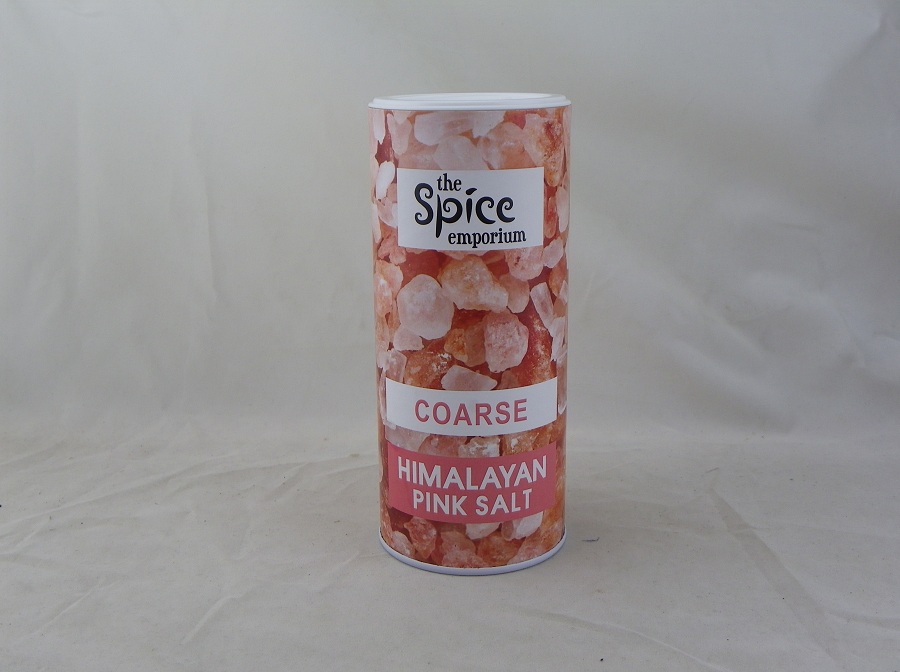 the
Spice
emporium
COARSE
HIMALAYAN
PINK SALT